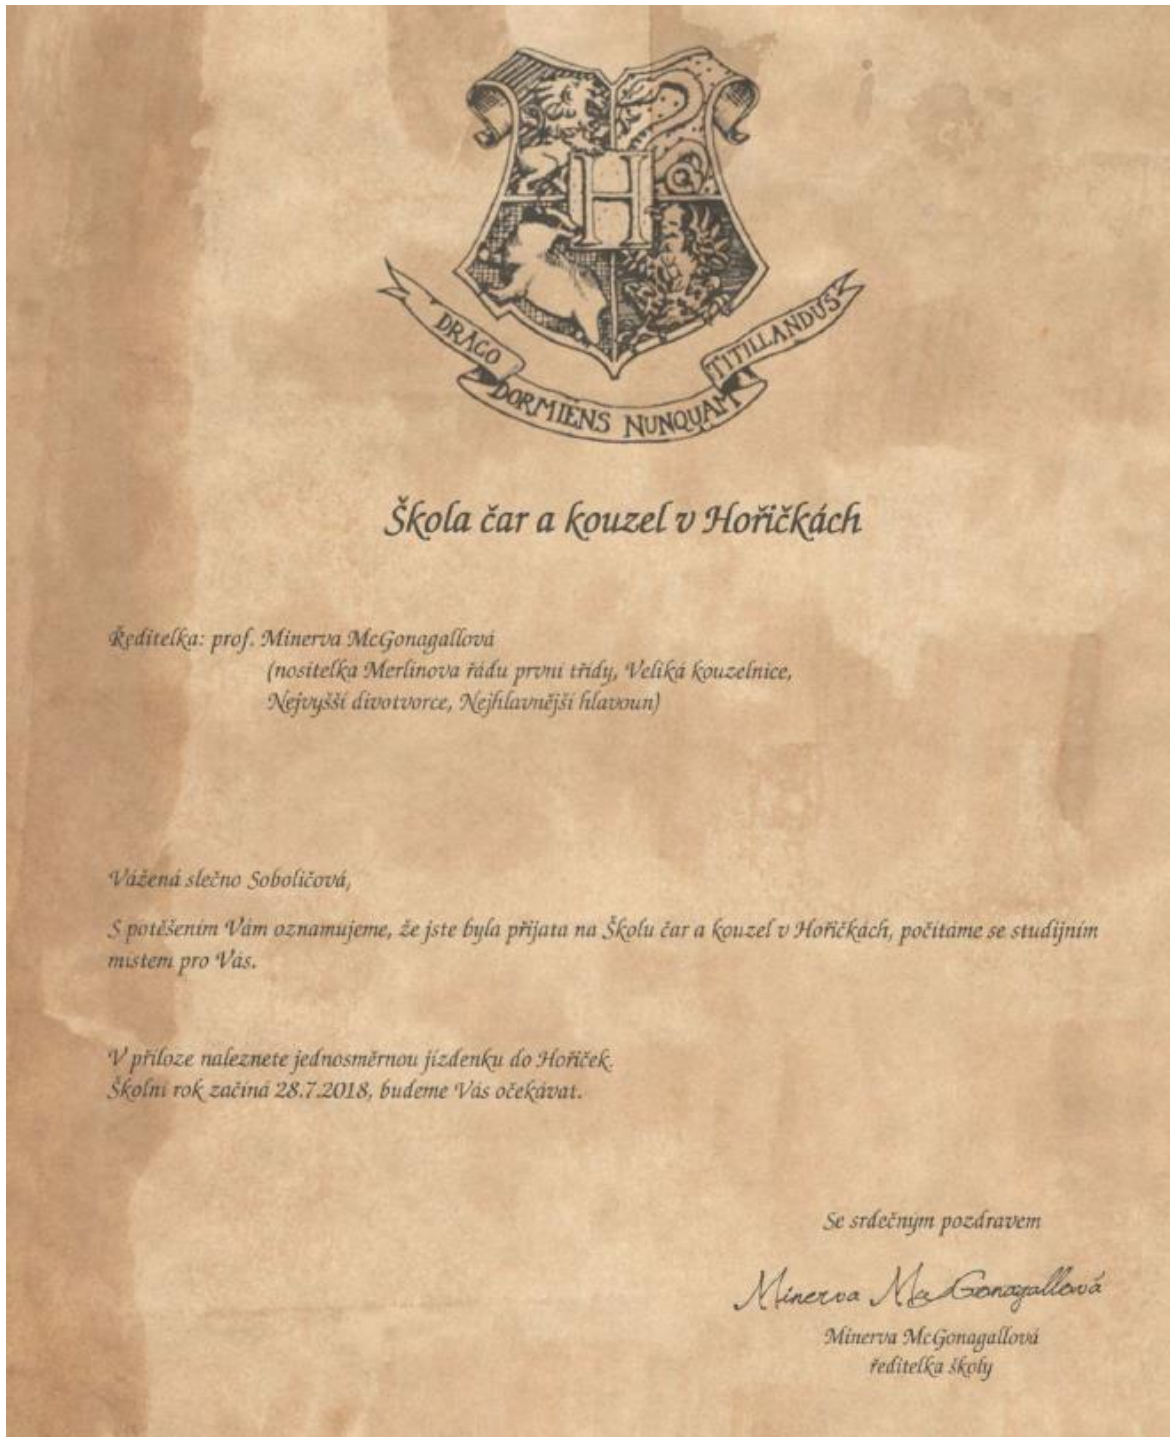 H
DRACO
DORMIENS NUNQUAM
TITILLANDUS
Škola čar a kouzel v Hořičkách
Ředitelka: prof. Minerva McGonagallová
(nositelka Merlinova řádu první třídy, Veliká kouzelnice,
Nejvyšší divotvorce, Nejhlavnější hlavoun)
Vážená slečno Soboličová,
S potěšením Vám oznamujeme, že jste byla přijata na Školu čar a kouzel v Hořičkách, počítáme se studijním
místem pro Vás.
V příloze naleznete jednosměrnou jízdenku do Hořiček.
Školní rok začíná 28.7.2018, budeme Vás očekávat.
Se srdečným pozdravem
Minerva McGonagallová
Minerva McGonagallová
ředitelka školy